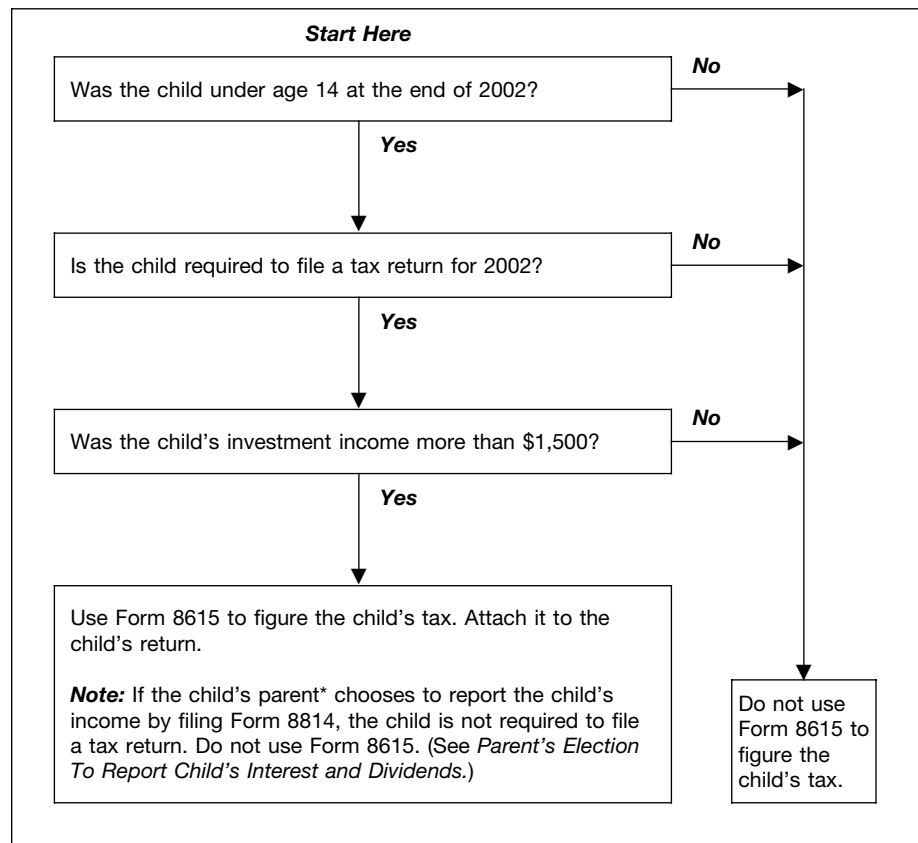 Start Here
Was the child under age 14 at the end of 2002?
No
Yes
Is the child required to file a tax return for 2002?
No
Yes
Was the child's investment income more than $1,500?
No
Yes
Use Form 8615 to figure the child's tax. Attach it to the
child's return.
Note: If the child's parent* chooses to report the child's
income by filing Form 8814, the child is not required to file
a tax return. Do not use Form 8615. (See Parent's Election
To Report Child's Interest and Dividends.)
Do not use
Form 8615 to
figure the
child's tax.